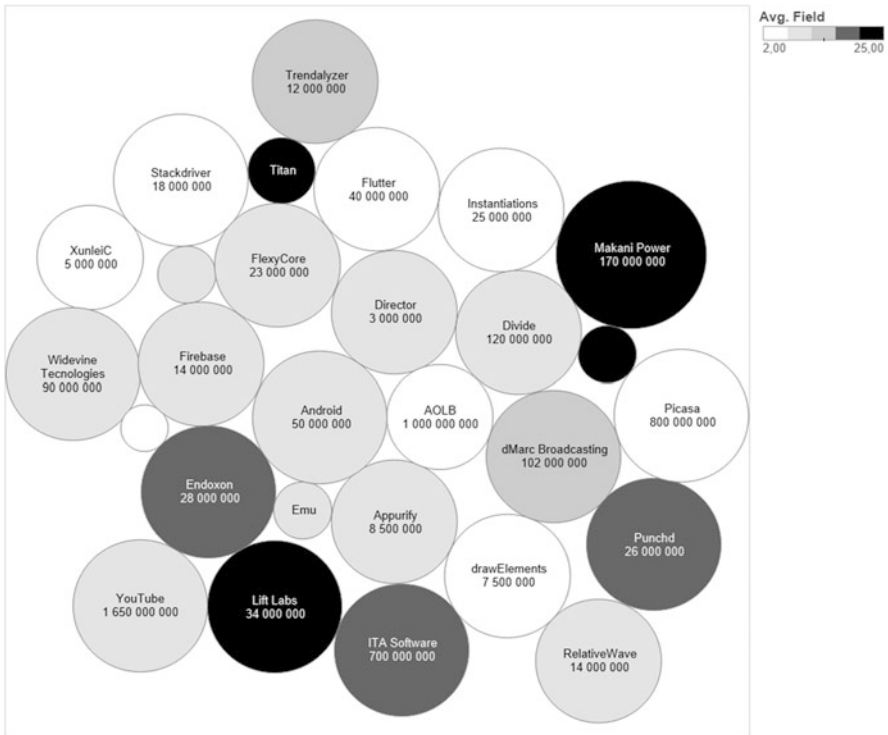 Avg. Field
2,00 25,00
Trendalyzer
12 000 000
Stackdriver
18 000 000
Titan
Flutter
40 000 000
Instantiations
25 000 000
Makani Power
170 000 000
XunleiC
5 000 000
FlexyCore
23 000 000
Director
3 000 000
Divide
120 000 000
Widevine
Tecnologies
90 000 000
Firebase
14 000 000
Android
50 000 000
AOLB
1 000 000 000
Picasa
800 000 000
dMarc Broadcasting
102 000 000
Endoxon
28 000 000
Emu
Appurify
8 500 000
Punchd
26 000 000
drawElements
7 500 000
YouTube
1 650 000 000
Lift Labs
34 000 000
ITA Software
700 000 000
RelativeWave
14 000 000